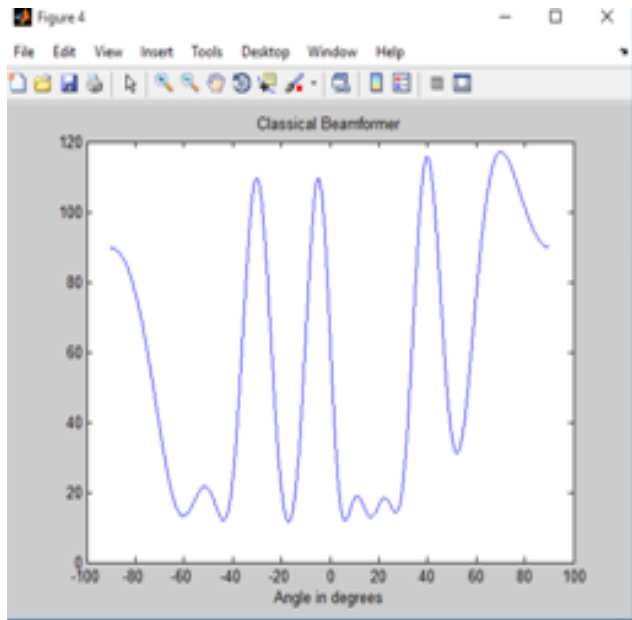 Figure 4
File Edit View Insert Tools Desktop Window Help
Classical Beamformer
120
100
80
60
40
20
0
-100 -80 -60 -40 -20 0 20 40 60 80 100
Angle in degrees